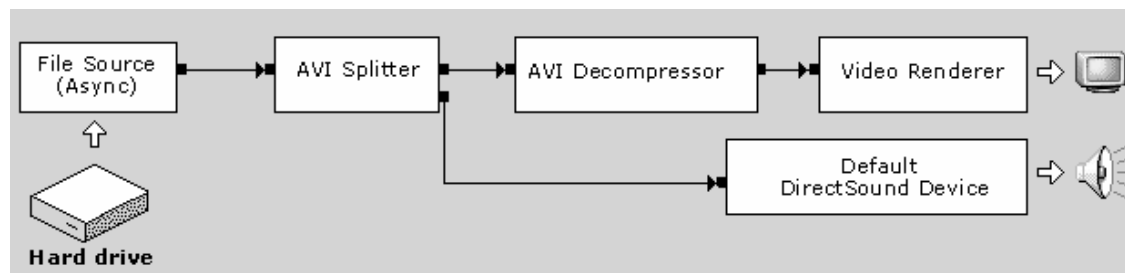 File Source
(Async)
AVI Splitter
AVI Decompressor
Video Renderer
Default
DirectSound Device
Hard drive